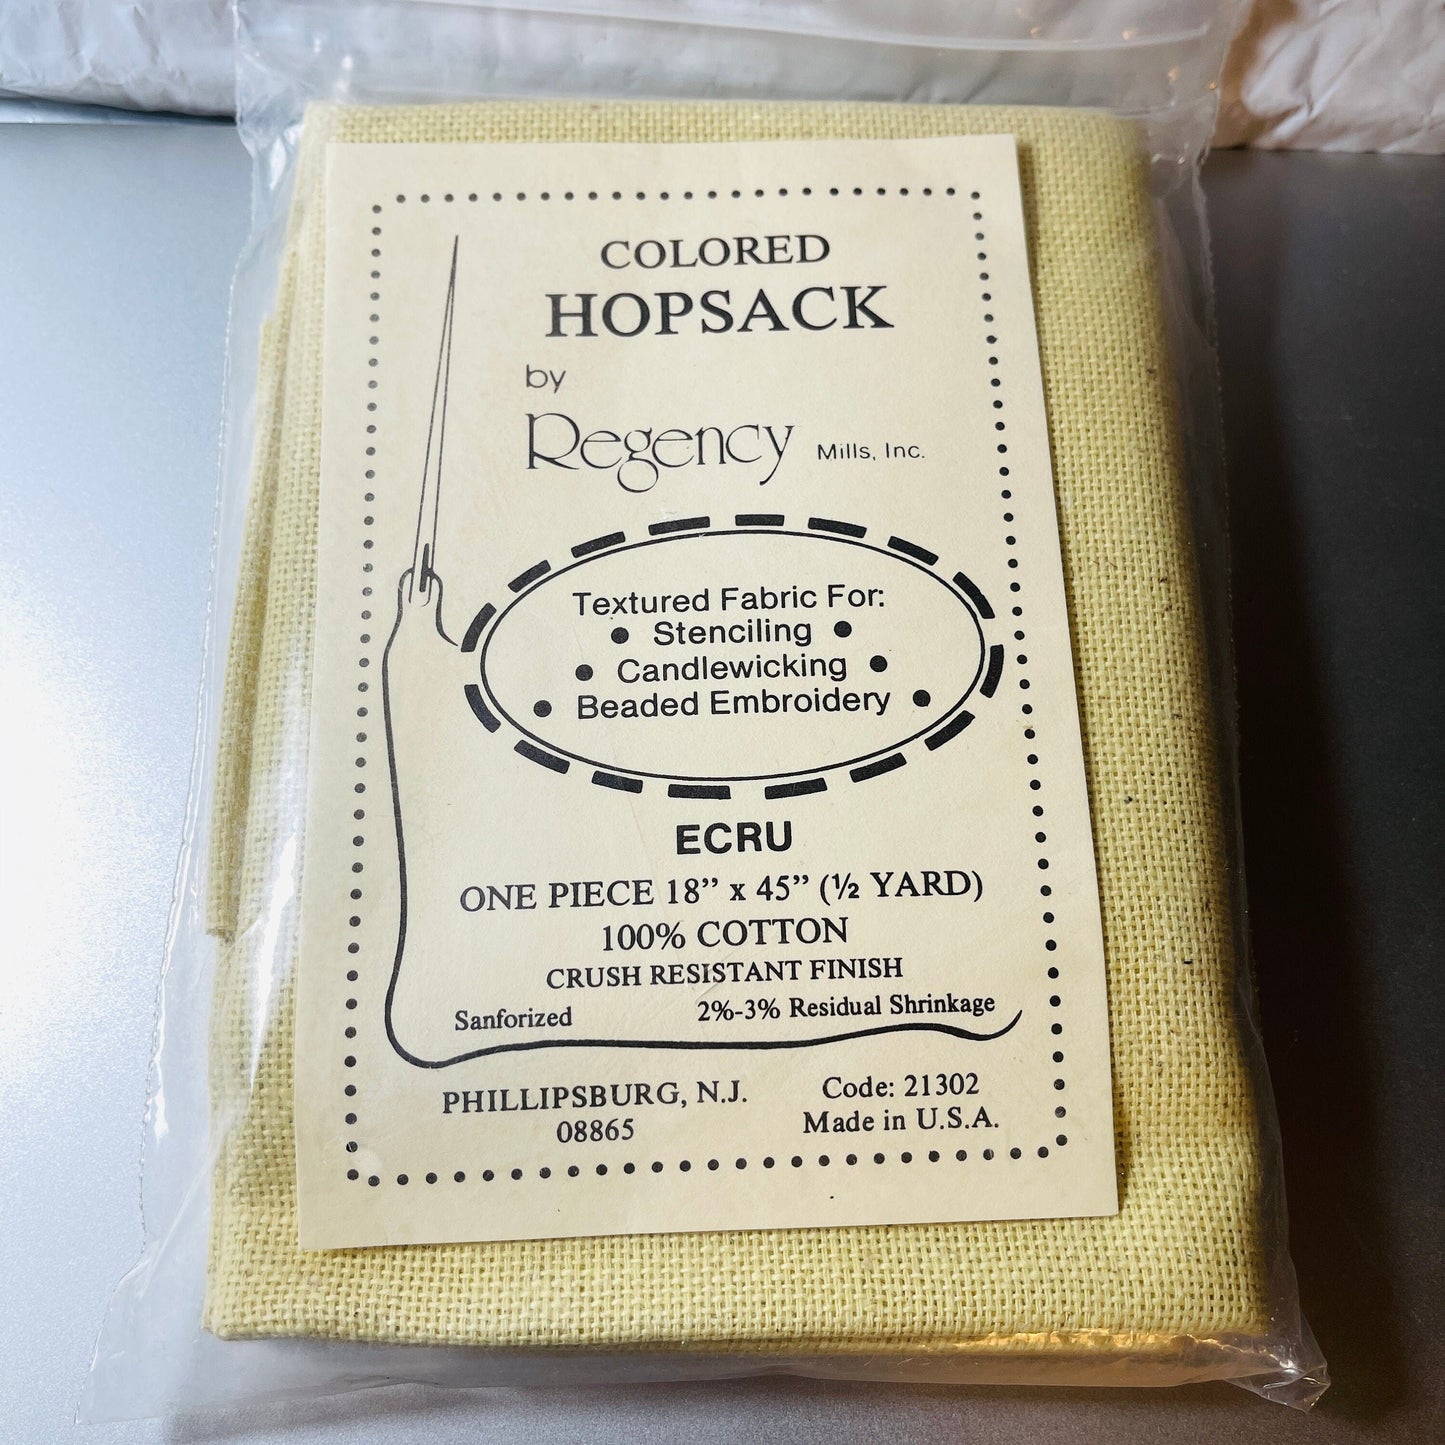 COLORED
HOPSACK
by
Regency Mills, Inc.
Textured Fabric For:
• Stenciling •
• Candlewicking •
• Beaded Embroidery •
ECRU
ONE PIECE 18” x 45” (½ YARD)
100% COTTON
CRUSH RESISTANT FINISH
Sanforized 2%-3% Residual Shrinkage
PHILLIPSBURG, N.J. Code: 21302
08865 Made in U.S.A.